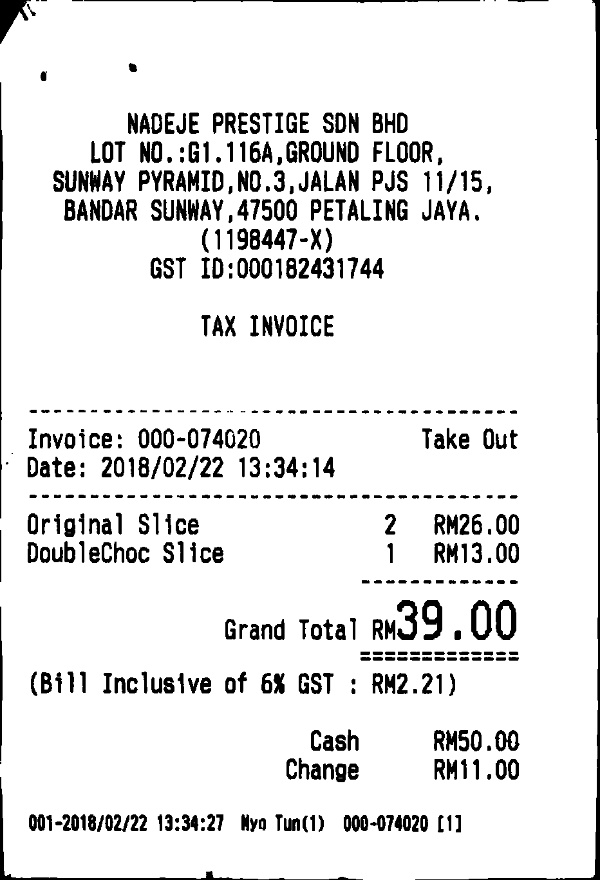 NADEJE PRESTIGE SDN BHD
LOT NO.:G1.116A,GROUND FLOOR,
SUNWAY PYRAMID,NO.3,JALAN PJS 11/15,
BANDAR SUNWAY,47500 PETALING JAYA.
(1198447-X)
GST ID:000182431744
TAX INVOICE
Invoice: 000-074020 Take Out
Date: 2018/02/22 13:34:14
Original Slice 2 RM26.00
DoubleChoc Slice 1 RM13.00
Grand Total RM39.00
(Bill Inclusive of 6% GST : RM2.21)
Cash RM50.00
Change RM11.00
001-2018/02/22 13:34:27 Myo Tun(1) 000-074020 [1]